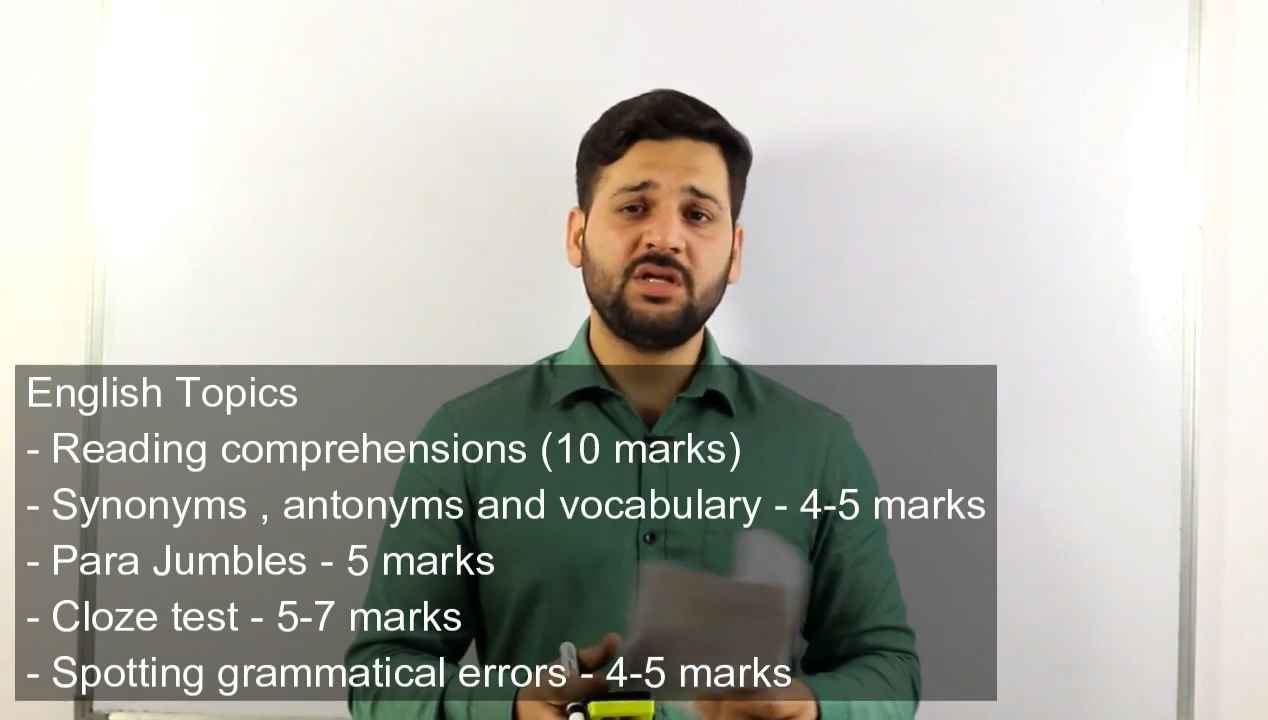 English Topics
- Reading comprehensions (10 marks)
- Synonyms , antonyms and vocabulary - 4-5 marks
- Para Jumbles - 5 marks
- Cloze test - 5-7 marks
- Spotting grammatical errors - 4-5 marks